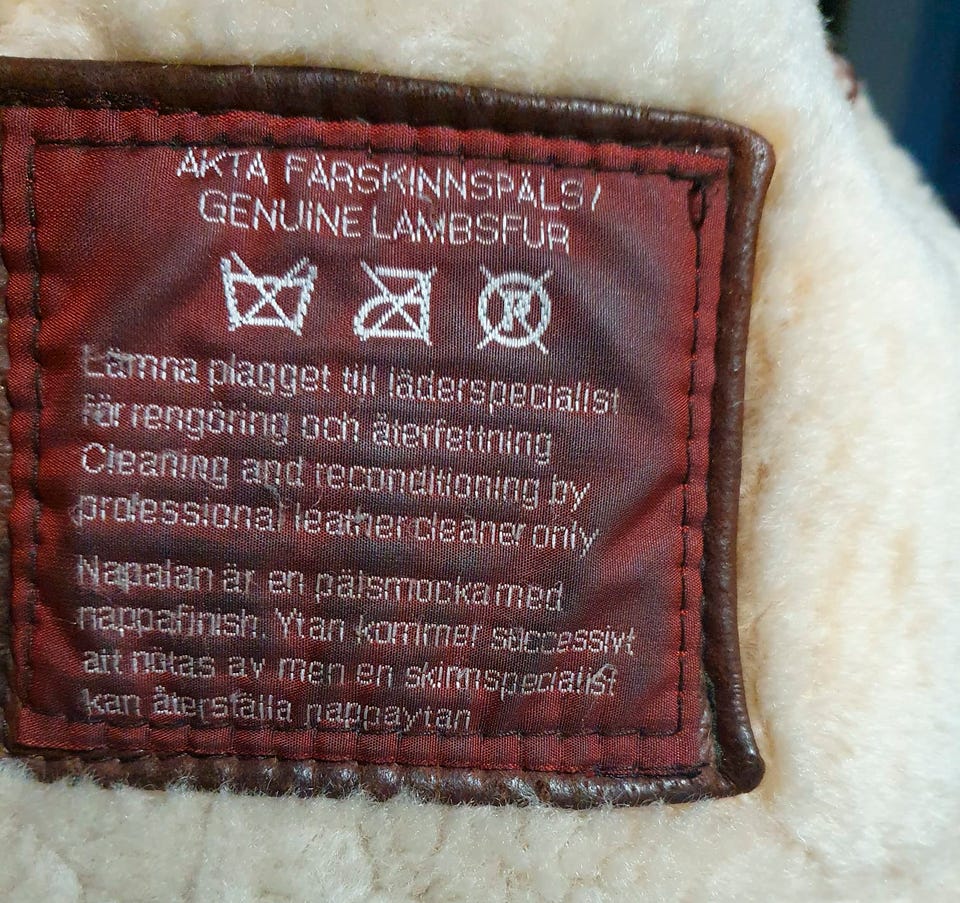 ÄKTA FÅRSKINNSPÄLS/
GENUINE LAMBSFUR
R
Lämna plagget till läderspecialist
för rengöring och återfettning
Cleaning and reconditioning by
professional leather cleaner only
Napalan är en pälsmocka med
nappafinish. Ytan kommer successivt
att nötas av men en skinnspecialist
kan återställa nappaytan